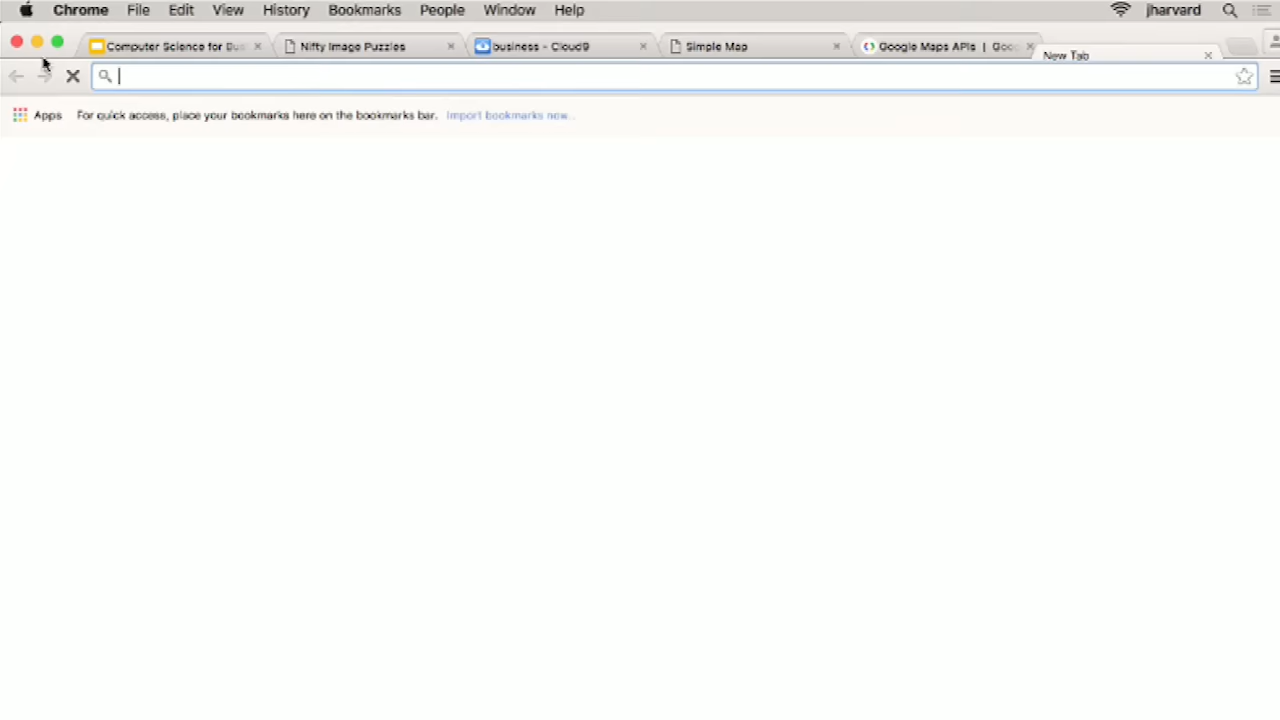 Chrome File Edit View History Bookmarks People Window Help jharvard
Computer Science for Bus Nifty Image Puzzles business - Cloud9 Simple Map Google Maps APIs | Goo New Tab
Apps For quick access, place your bookmarks here on the bookmarks bar. Import bookmarks now...